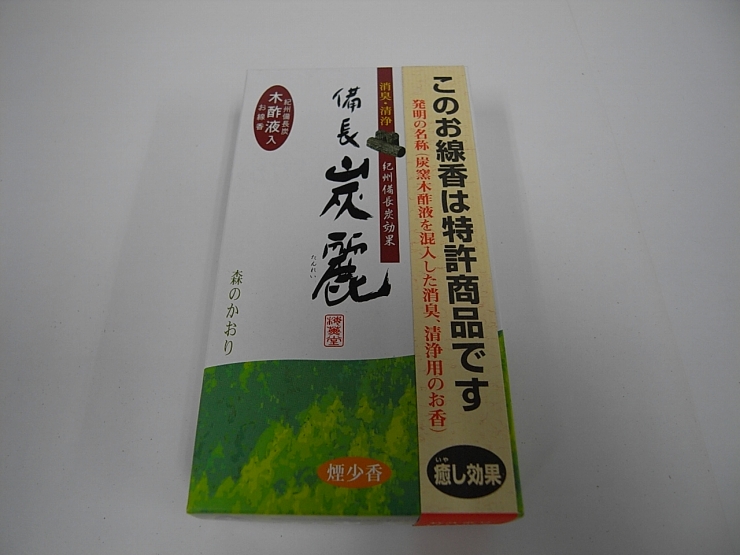 このお線香は特許商品です
発明の名称（炭窯木酢液を混入した消臭、清浄用のお香）
いや
癒し効果
消臭・清浄
紀州備長炭効果
備長
炭麗
たんれい
紀州備長炭
木酢液入
お線香
森のかおり
煙少香